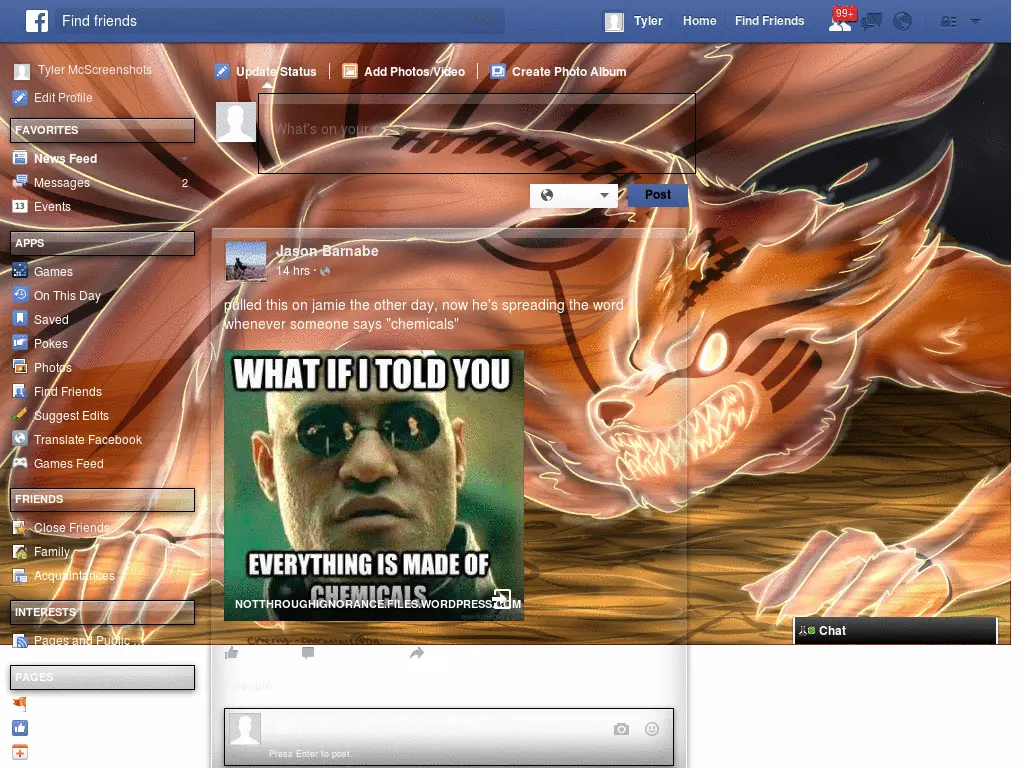 Find friends
Tyler
Home
Find Friends
99+
Tyler McScreenshots
Edit Profile
FAVORITES
News Feed
Messages
2
Events
APPS
Games
On This Day
Saved
Pokes
Photos
Find Friends
Suggest Edits
Translate Facebook
Games Feed
FRIENDS
Close Friends
Family
Acquaintances
INTERESTS
Pages and Public ...
PAGES
Update Status
Add Photos/Video
Create Photo Album
What's on your
Post
Jason Barnabe
14 hrs ·
pulled this on jamie the other day, now he's spreading the word
whenever someone says "chemicals"
WHAT IF I TOLD YOU
EVERYTHING IS MADE OF
CHEMICALS
NOTTHROUGHIGNORANCE.FILES.WORDPRESS.COM
people
Press Enter to post.
Chat